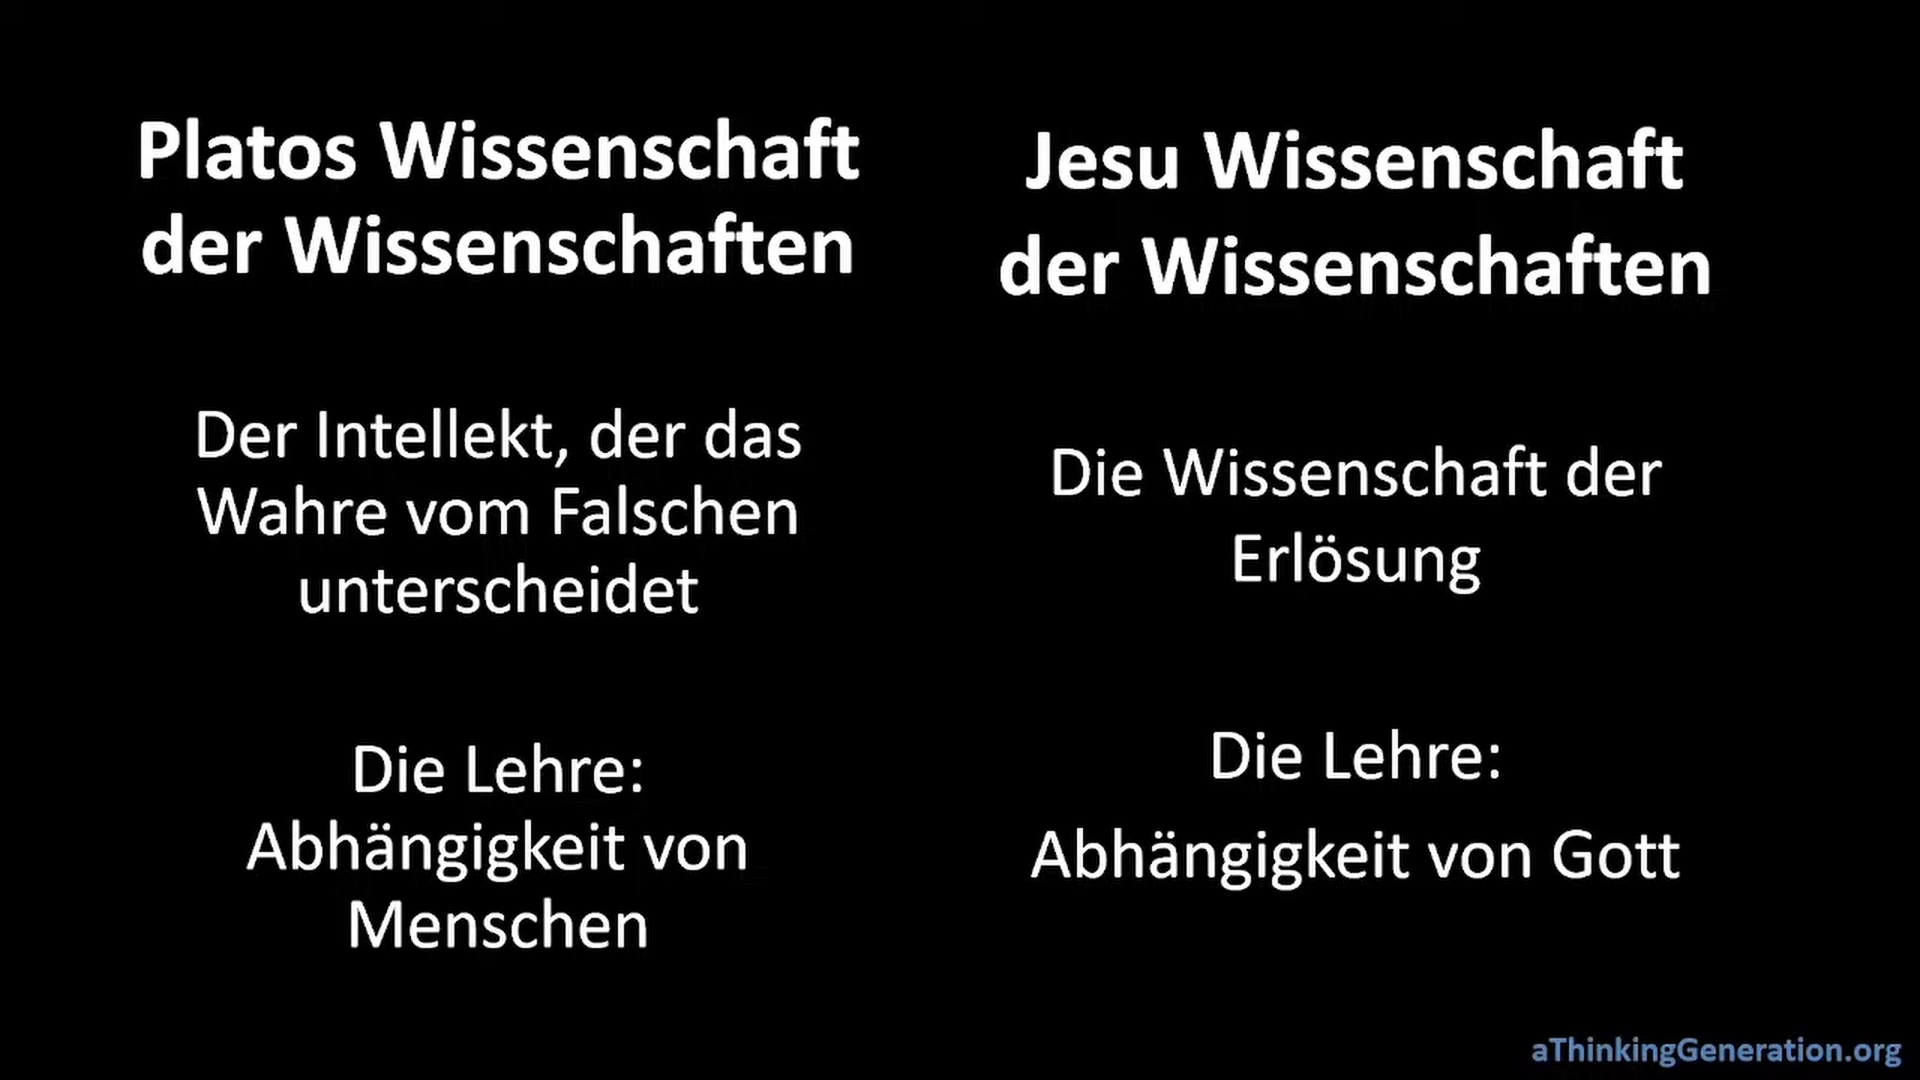 Platos Wissenschaft
der Wissenschaften
Der Intellekt, der das
Wahre vom Falschen
unterscheidet
Die Lehre:
Abhängigkeit von
Menschen
Jesu Wissenschaft
der Wissenschaften
Die Wissenschaft der
Erlösung
Die Lehre:
Abhängigkeit von Gott
aThinkingGeneration.org